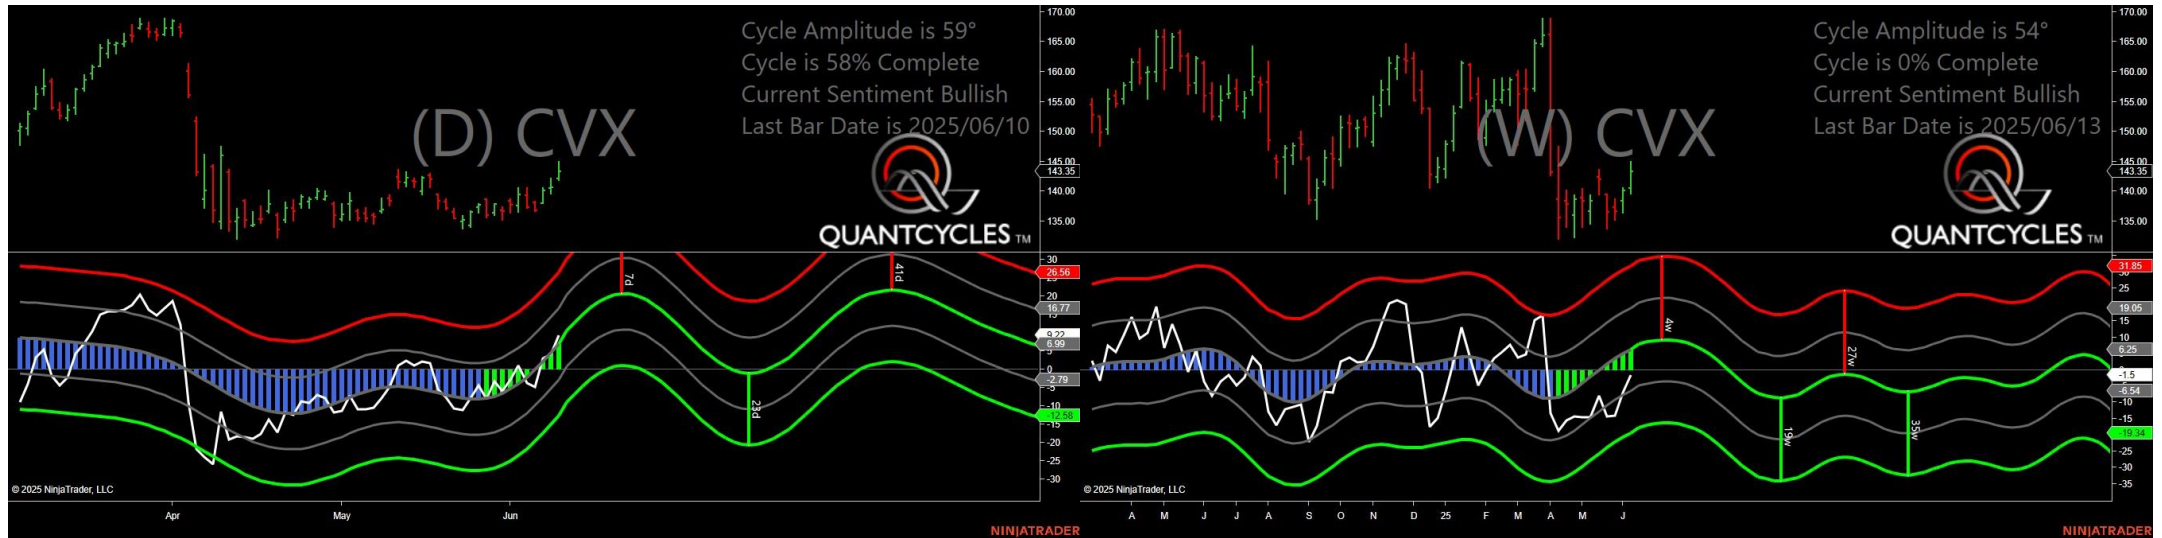 (D) CVX
Cycle Amplitude is 59°
Cycle is 58% Complete
Current Sentiment Bullish
Last Bar Date is 2025/06/10
QUANTCYCLES TM
170.00
165.00
160.00
155.00
150.00
145.00
143.35
140.00
135.00
30
26.56
20
16.77
15
9.22
6.99
5
0
-2.79
-5
-10
-12.58
-15
-20
-25
-30
7d
23d
41d
© 2025 NinjaTrader, LLC
Apr
May
Jun
NINJATRADER
(W) CVX
Cycle Amplitude is 54°
Cycle is 0% Complete
Current Sentiment Bullish
Last Bar Date is 2025/06/13
QUANTCYCLES TM
170.00
165.00
160.00
155.00
150.00
145.00
143.35
140.00
135.00
31.85
30
25
19.05
15
10
6.25
-1.5
-6.54
-10
-15
-19.34
-25
-30
-35
4w
19w
27w
35w
© 2025 NinjaTrader, LLC
A M J J A S O N D 25 F M A M J
NINJATRADER